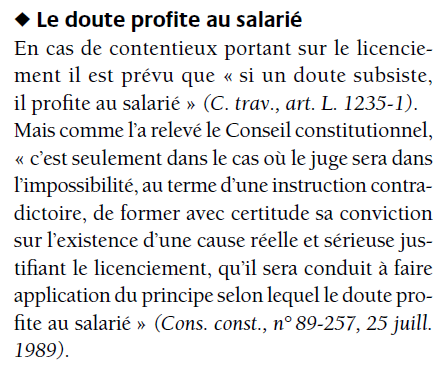 ◆ Le doute profite au salarié
En cas de contentieux portant sur le licencie-
ment il est prévu que « si un doute subsiste,
il profite au salarié » (C. trav., art. L. 1235-1).
Mais comme l'a relevé le Conseil constitutionnel,
« c'est seulement dans le cas où le juge sera dans
l'impossibilité, au terme d'une instruction contra-
dictoire, de former avec certitude sa conviction
sur l'existence d'une cause réelle et sérieuse jus-
tifiant le licenciement, qu'il sera conduit à faire
application du principe selon lequel le doute pro-
fite au salarié » (Cons. const., n° 89-257, 25 juill.
1989).